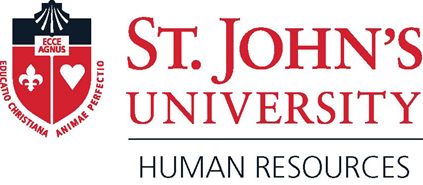 ECCE
AGNUS
EDUCATIO CHRISTIANA ANIMAE PERFECTIO
ST. JOHN'S
UNIVERSITY
HUMAN RESOURCES